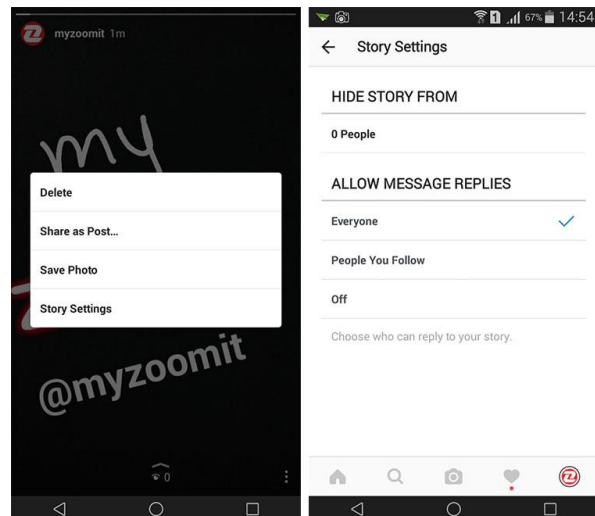 myzoomit 1m
my
Delete
Share as Post...
Save Photo
Story Settings
@myzoomit
0
1 67% 14:54
Story Settings
HIDE STORY FROM
0 People
ALLOW MESSAGE REPLIES
Everyone
People You Follow
Off
Choose who can reply to your story.